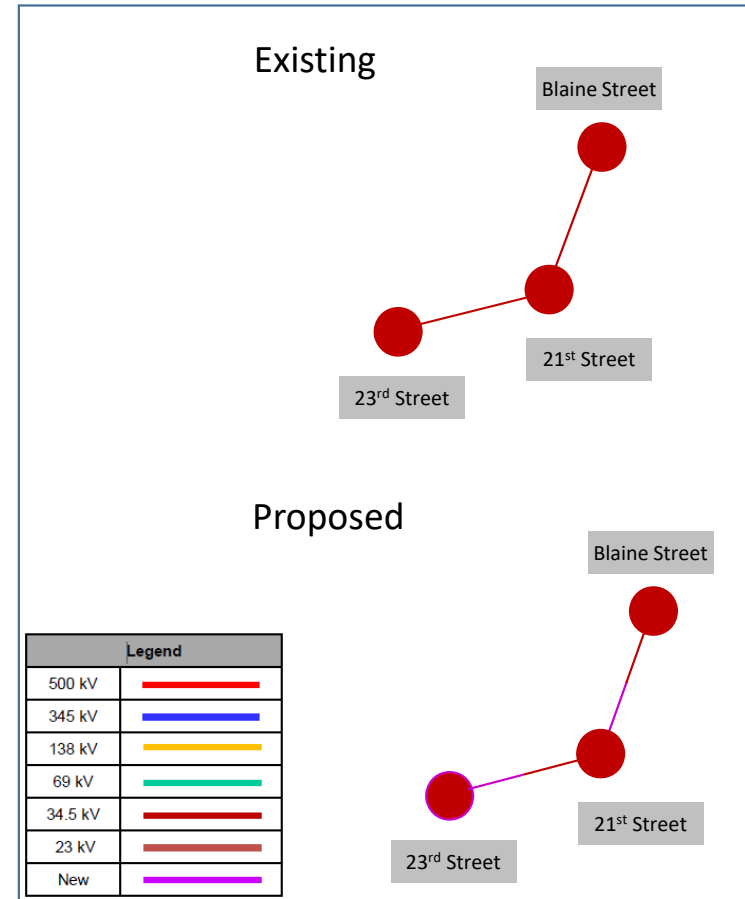 Existing
Blaine Street
21st Street
23rd Street
Proposed
Blaine Street
21st Street
23rd Street
Legend
500 kV
345 kV
138 kV
69 kV
34.5 kV
23 kV
New